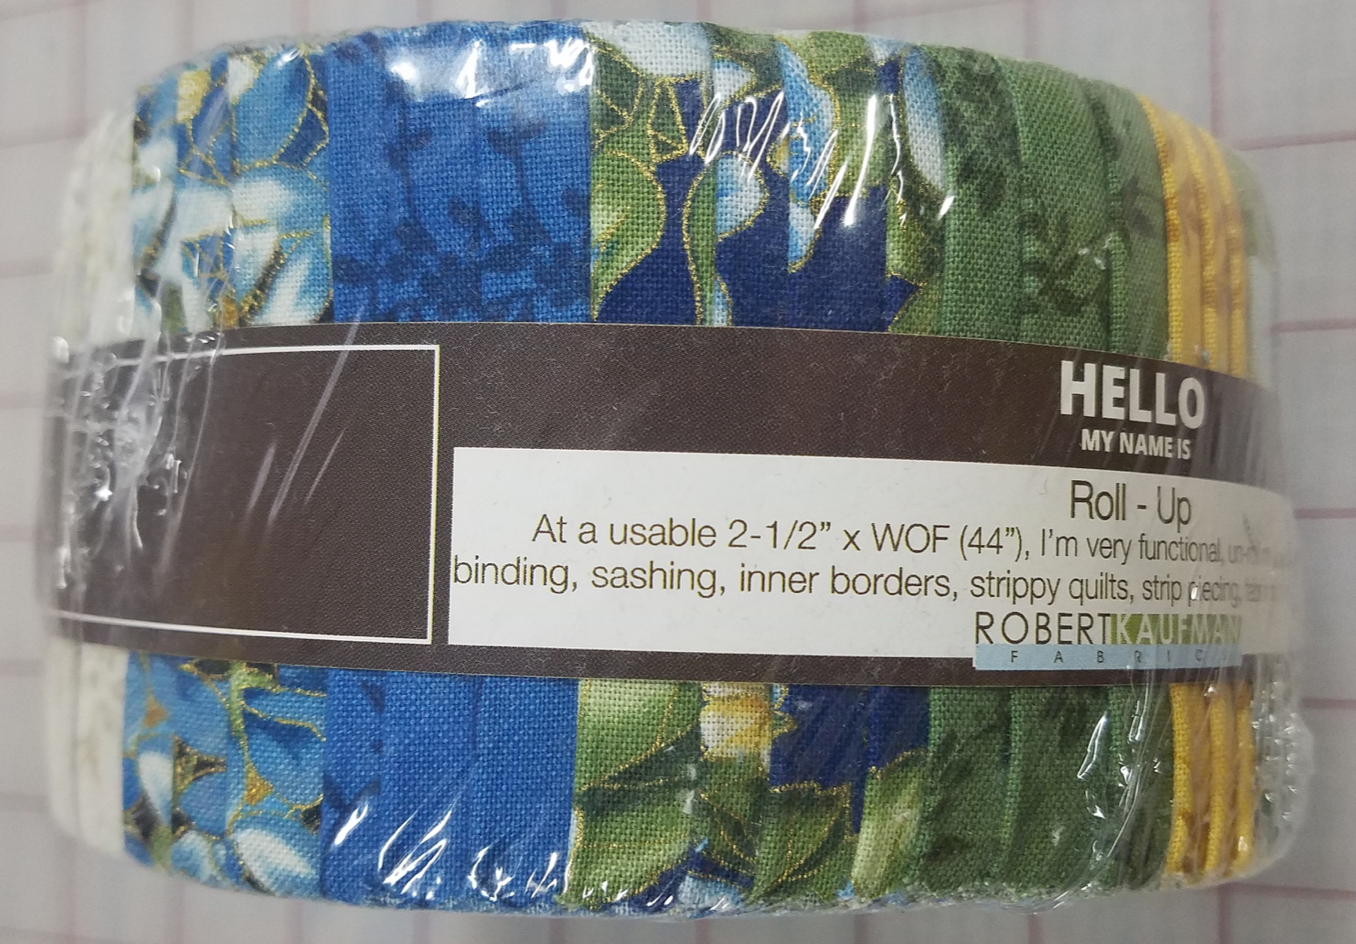 HELLO
MY NAME IS
Roll - Up
At a usable 2-1/2” x WOF (44”), I’m very functional,
binding, sashing, inner borders, strippy quilts, strip piecing,
ROBERT KAUFMAN
FABRICS